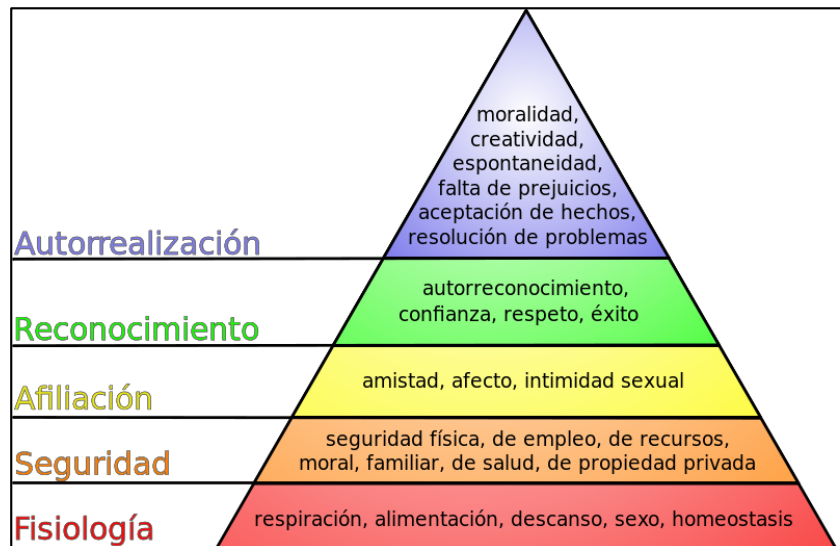 moralidad,
creatividad,
espontaneidad,
falta de prejuicios,
aceptación de hechos,
resolución de problemas
Autorrealización
autorreconocimiento,
confianza, respeto, éxito
Reconocimiento
amistad, afecto, intimidad sexual
Afiliación
seguridad física, de empleo, de recursos,
moral, familiar, de salud, de propiedad privada
Seguridad
respiración, alimentación, descanso, sexo, homeostasis
Fisiología